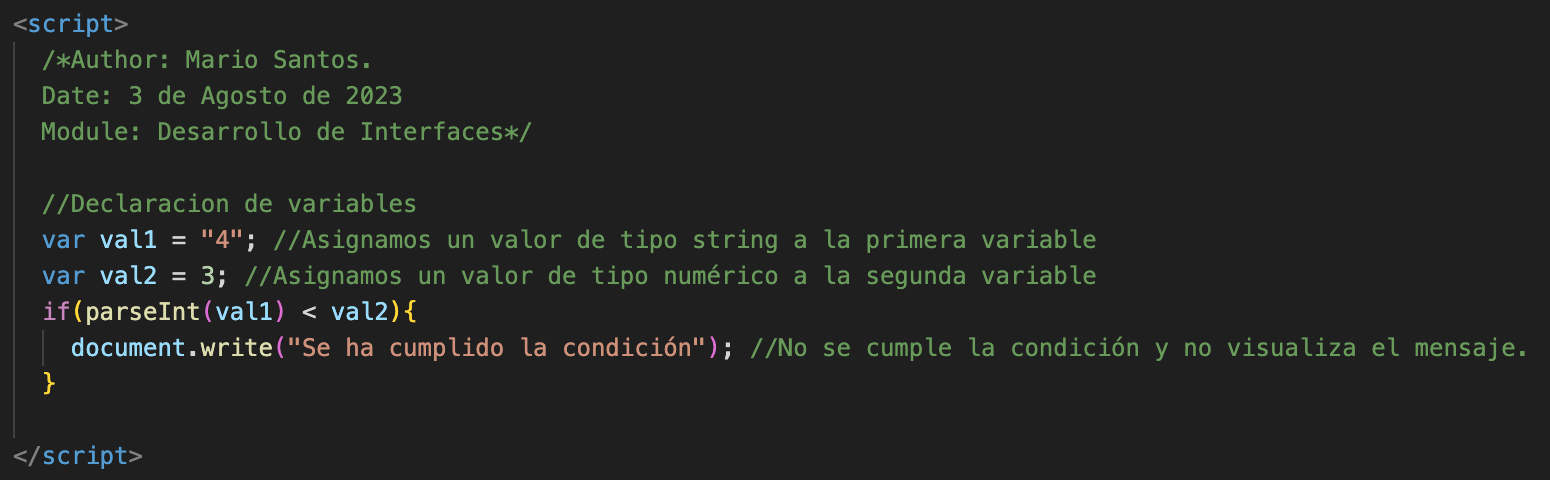 <script>
/*Author: Mario Santos.
Date: 3 de Agosto de 2023
Module: Desarrollo de Interfaces*/
//Declaracion de variables
var val1 = "4"; //Asignamos un valor de tipo string a la primera variable
var val2 = 3; //Asignamos un valor de tipo numérico a la segunda variable
if(parseInt(val1) < val2){
document.write("Se ha cumplido la condición"); //No se cumple la condición y no visualiza el mensaje.
}
</script>